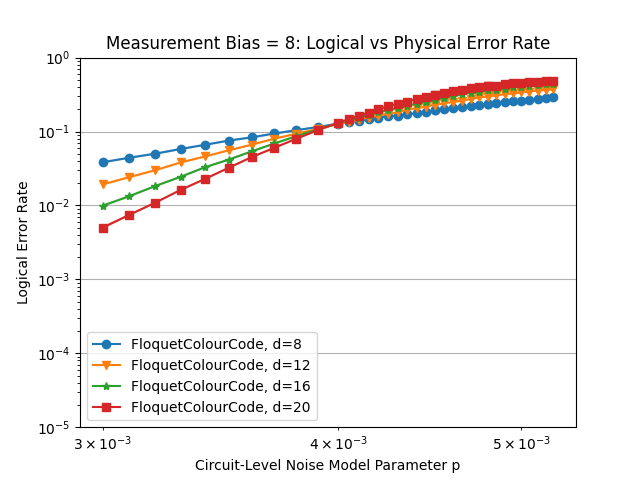 Measurement Bias = 8: Logical vs Physical Error Rate
Logical Error Rate
10⁰
10⁻¹
10⁻²
10⁻³
10⁻⁴
10⁻⁵
FloquetColourCode, d=8
FloquetColourCode, d=12
FloquetColourCode, d=16
FloquetColourCode, d=20
3 × 10⁻³
4 × 10⁻³
5 × 10⁻³
Circuit-Level Noise Model Parameter p